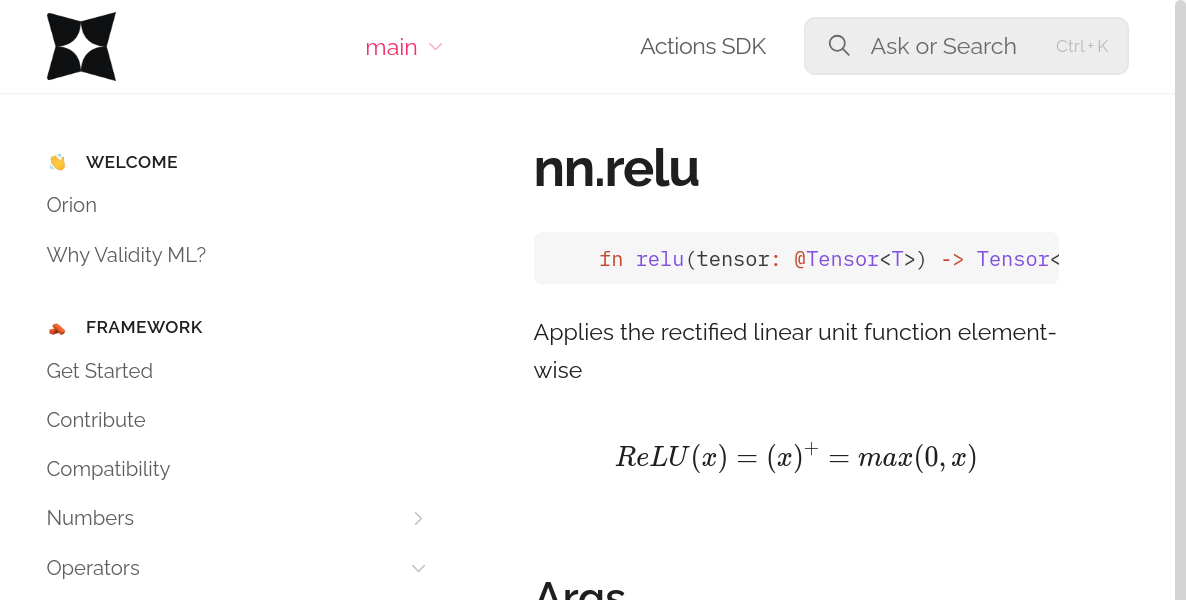 main
Actions SDK
Ask or Search
Ctrl + K
👋 WELCOME
Orion
Why Validity ML?
🧱 FRAMEWORK
Get Started
Contribute
Compatibility
Numbers
Operators
nn.relu
fn relu(tensor: @Tensor<T>) -> Tensor<
Applies the rectified linear unit function element-
wise
ReLU(x) = (x)⁺ = max(0, x)
Args